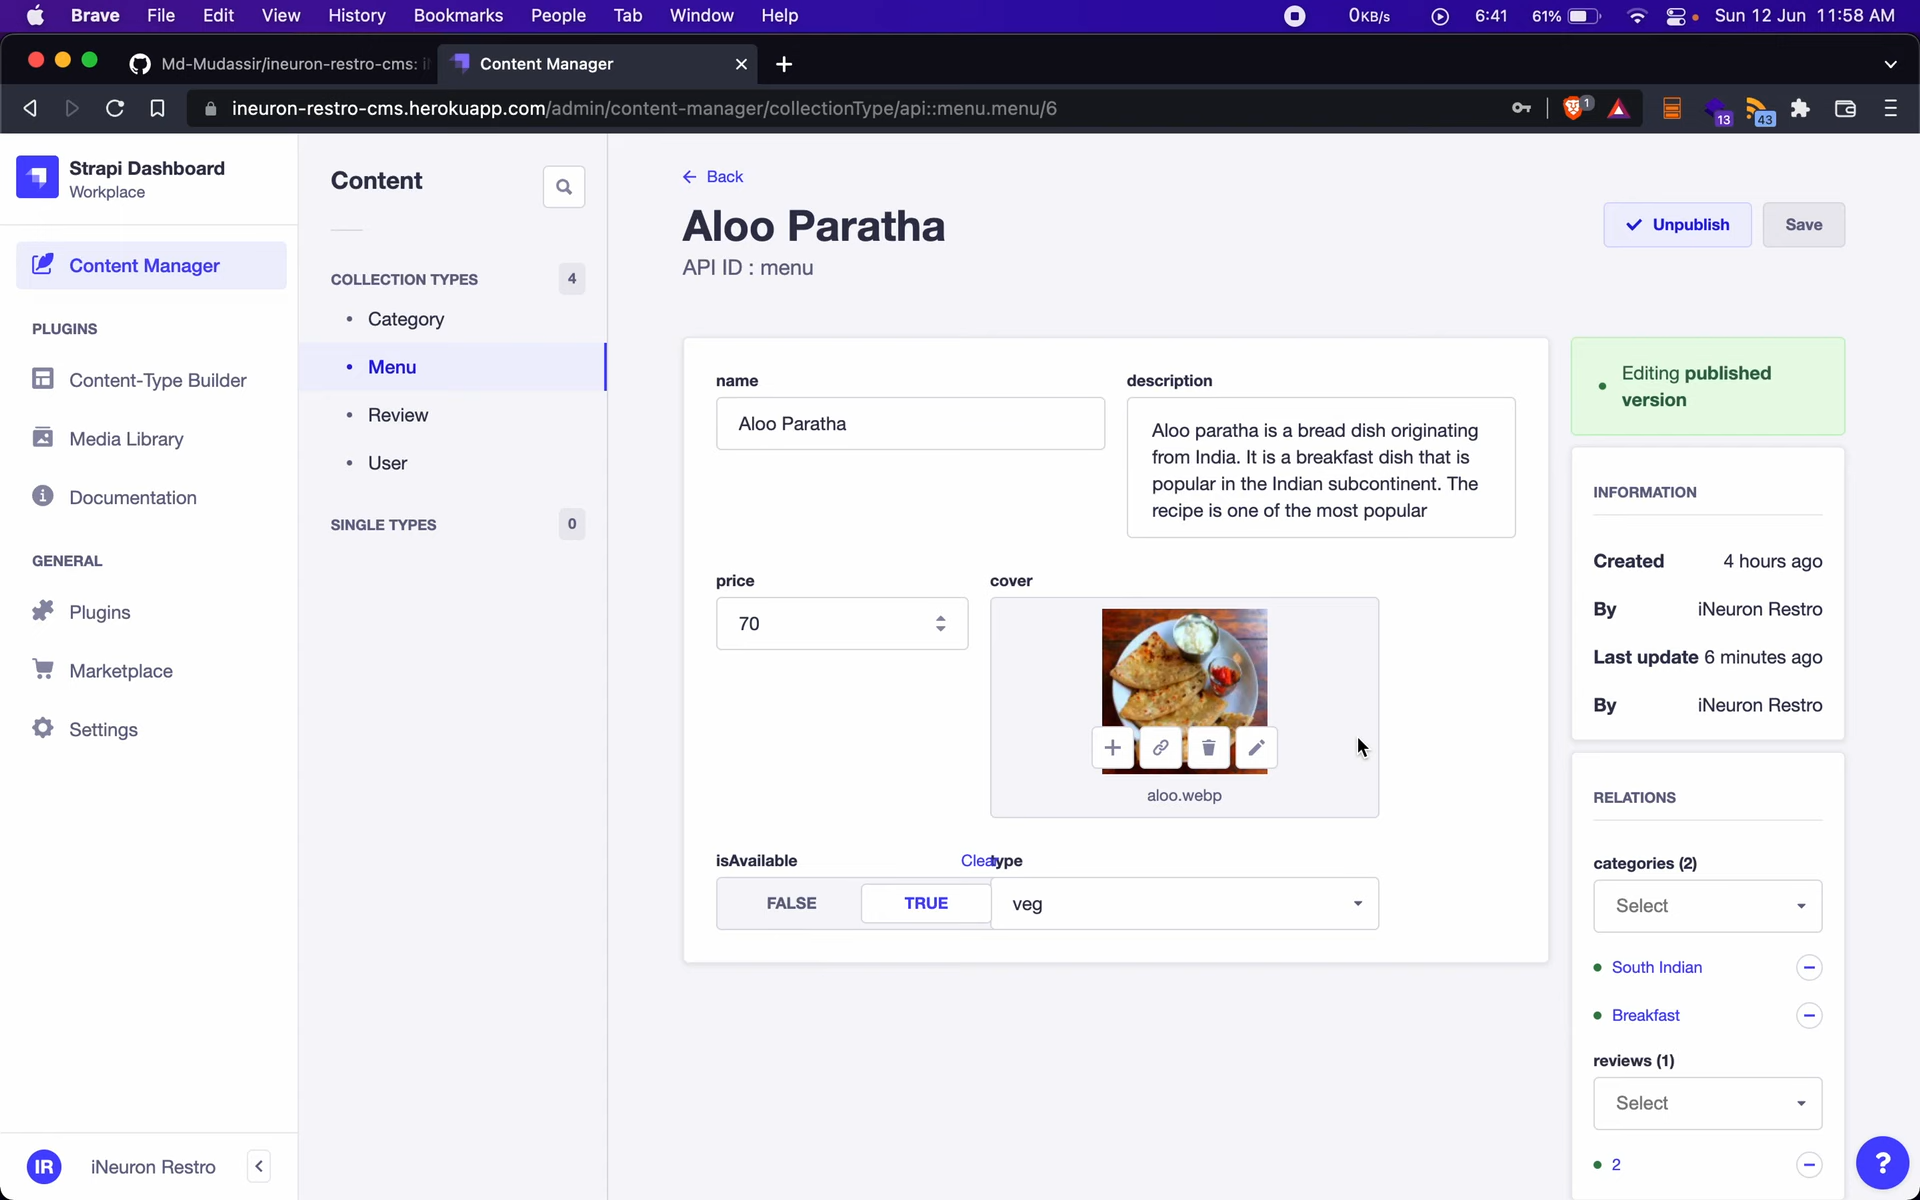 Brave File Edit View History Bookmarks People Tab Window Help
0KB/s 6:41 61% Sun 12 Jun 11:58 AM
Md-Mudassir/ineuron-restro-cms:
Content Manager
ineuron-restro-cms.herokuapp.com/admin/content-manager/collectionType/api::menu.menu/6
1
13
43
Strapi Dashboard
Workplace
Content Manager
PLUGINS
Content-Type Builder
Media Library
Documentation
GENERAL
Plugins
Marketplace
Settings
IR iNeuron Restro
Content
COLLECTION TYPES 4
Category
Menu
Review
User
SINGLE TYPES 0
Back
Aloo Paratha
API ID : menu
Unpublish
Save
name
Aloo Paratha
description
Aloo paratha is a bread dish originating
from India. It is a breakfast dish that is
popular in the Indian subcontinent. The
recipe is one of the most popular
price
70
cover
aloo.webp
isAvailable
Clear
FALSE TRUE
type
veg
Editing published
version
INFORMATION
Created 4 hours ago
By iNeuron Restro
Last update 6 minutes ago
By iNeuron Restro
RELATIONS
categories (2)
Select
South Indian
Breakfast
reviews (1)
Select
2
?